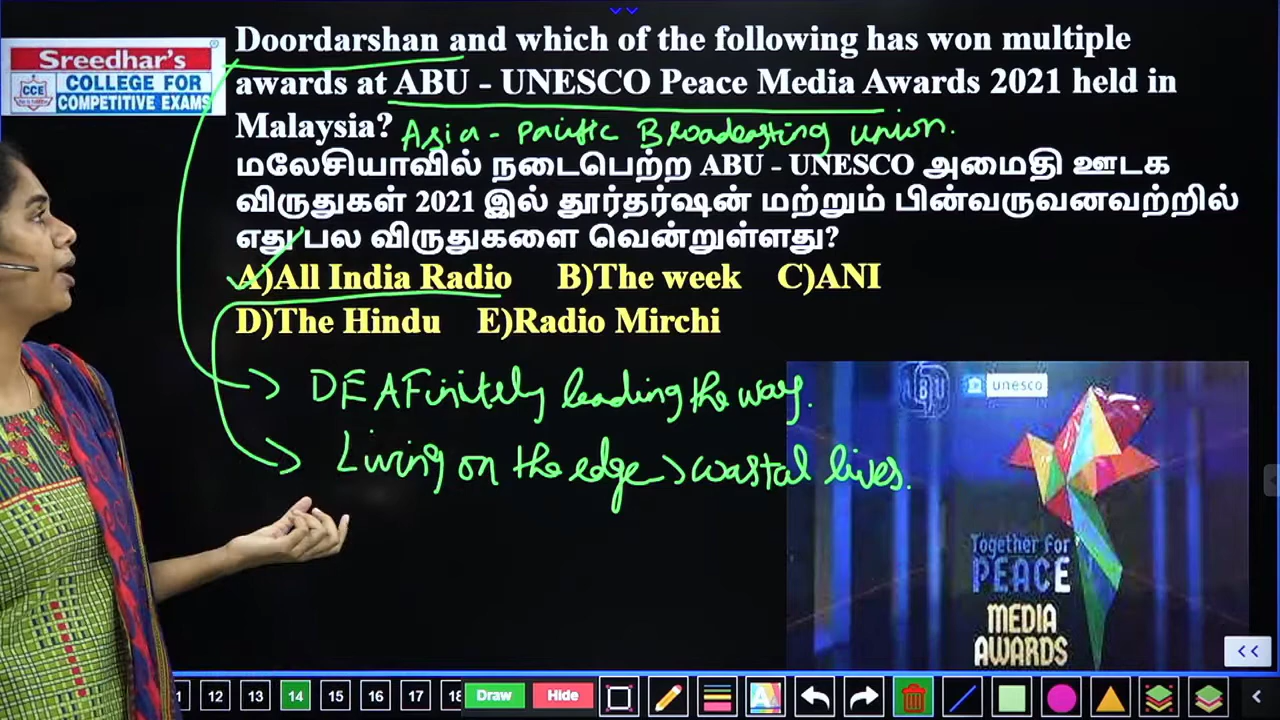 Sreedhar's
CCE
COLLEGE FOR
COMPETITIVE EXAMS
Doordarshan and which of the following has won multiple
awards at ABU - UNESCO Peace Media Awards 2021 held in
Malaysia?
Asia - Pacific Broadcasting union.
மலேசியாவில் நடைபெற்ற ABU - UNESCO அமைதி ஊடக
விருதுகள் 2021 இல் தூர்தர்ஷன் மற்றும் பின்வருவனவற்றில்
எது பல விருதுகளை வென்றுள்ளது?
A)All India Radio B)The week C)ANI
D)The Hindu E)Radio Mirchi
DEAFinitely leading the way.
Living on the edge > coastal lives.
ABU unesco
Together for
PEACE
MEDIA
AWARDS
<<
12 13 14 15 16 17 18 Draw Hide